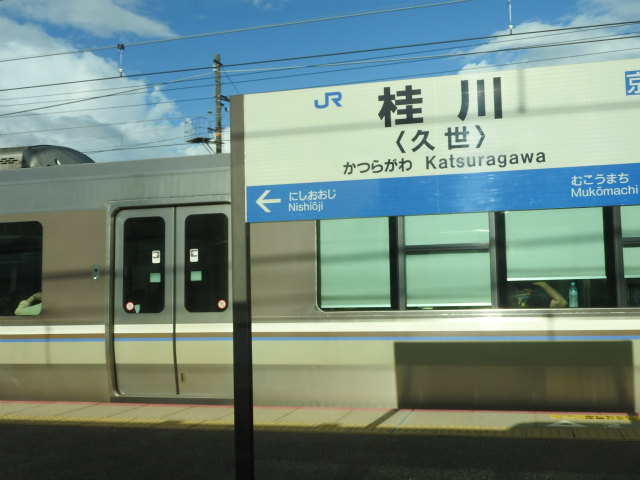 JR 桂川 京
〈久世〉
かつらがわ Katsuragawa
← にしおおじ むこうまち
Nishiōji Mukōmachi